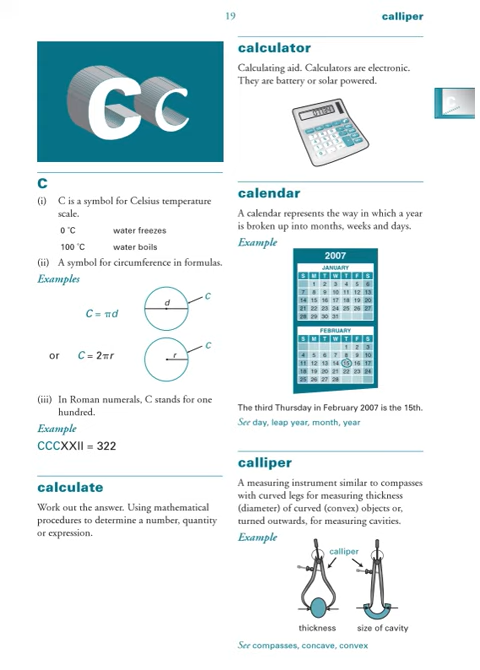 19
calliper
C C
C
(i) C is a symbol for Celsius temperature
scale.
0 ˚C water freezes
100 ˚C water boils
(ii) A symbol for circumference in formulas.
Examples
C = πd
d
C
or C = 2πr
r
C
(iii) In Roman numerals, C stands for one
hundred.
Example
CCCXXII = 322
calculate
Work out the answer. Using mathematical
procedures to determine a number, quantity
or expression.
calculator
Calculating aid. Calculators are electronic.
They are battery or solar powered.
C
calendar
A calendar represents the way in which a year
is broken up into months, weeks and days.
Example
2007
JANUARY
S M T W T F S
1 2 3 4 5 6
7 8 9 10 11 12 13
14 15 16 17 18 19 20
21 22 23 24 25 26 27
28 29 30 31
FEBRUARY
S M T W T F S
1 2 3
4 5 6 7 8 9 10
11 12 13 14 15 16 17
18 19 20 21 22 23 24
25 26 27 28
The third Thursday in February 2007 is the 15th.
See day, leap year, month, year
calliper
A measuring instrument similar to compasses
with curved legs for measuring thickness
(diameter) of curved (convex) objects or,
turned outwards, for measuring cavities.
Example
calliper
thickness size of cavity
See compasses, concave, convex